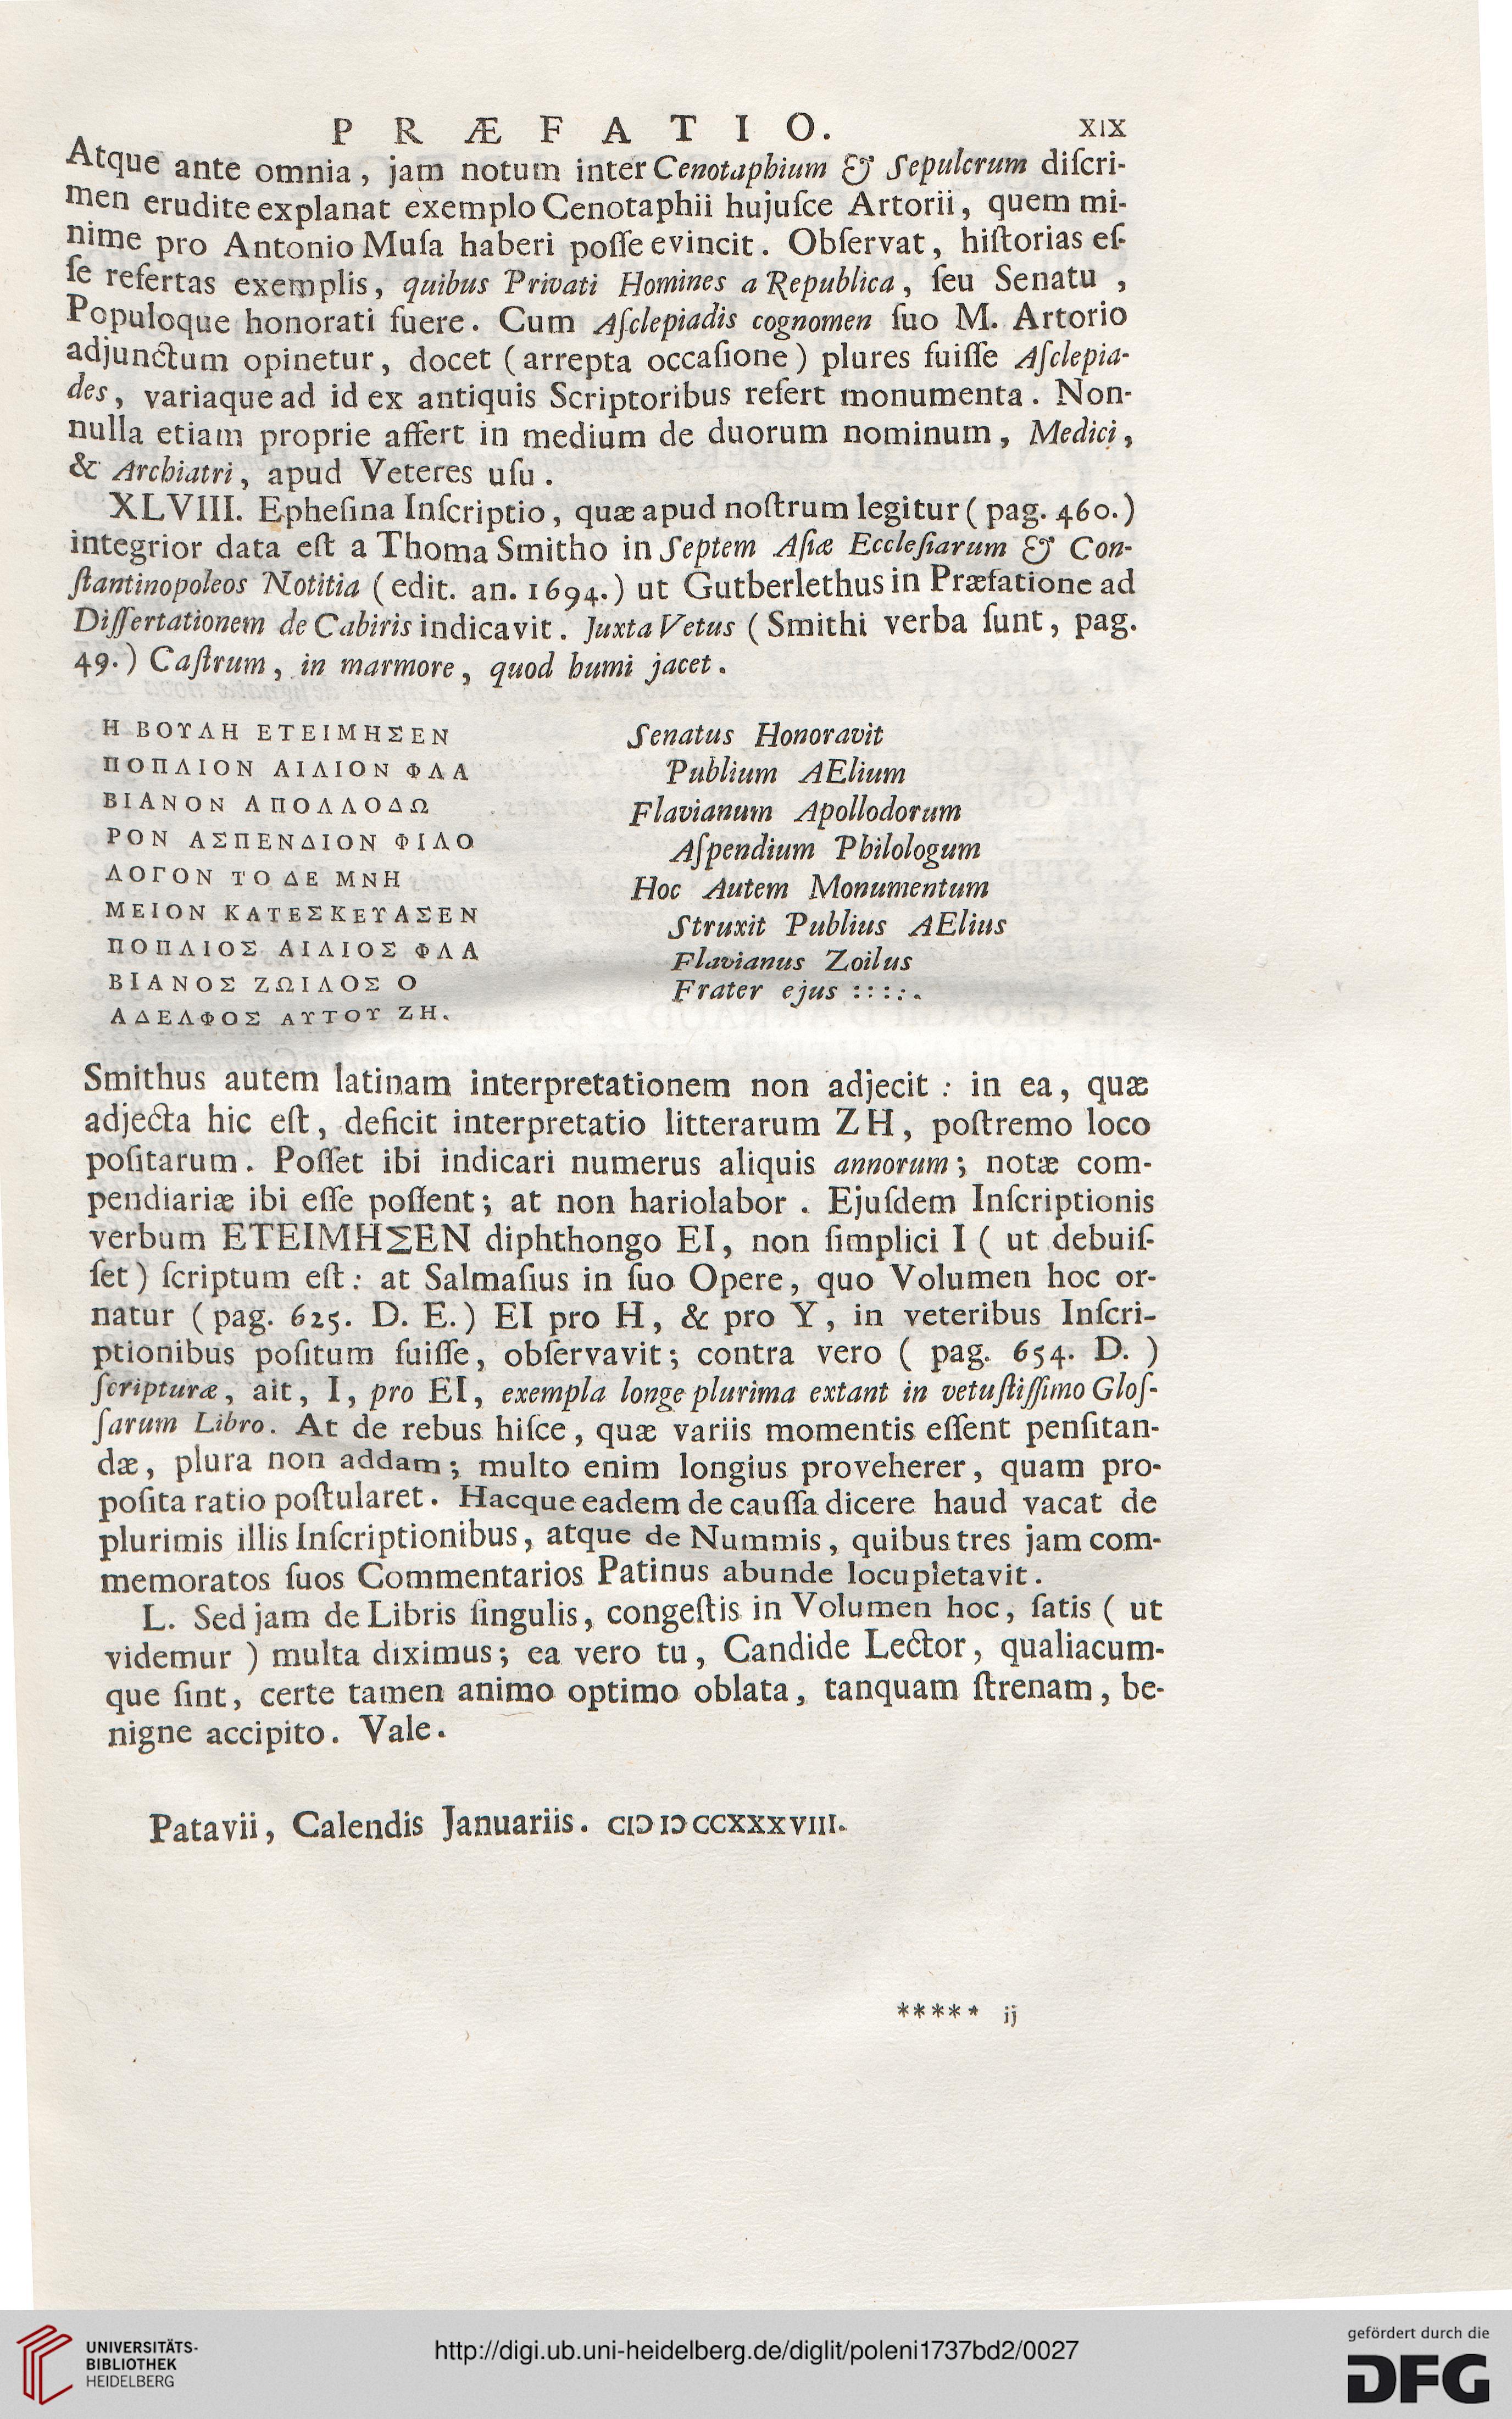 PRÆFATIO. XIX
Atque ante omnia, jam notum inter Cenotaphium & Sepulcrum diſcri-
men erudite explanat exemplo Cenotaphii hujuſce Artorii, quem mi-
nime pro Antonio Muſa haberi poſſe evincit. Obſervat, hiſtorias eſ-
ſe refertas exemplis, quibus Privati Homines a Republica, ſeu Senatu,
Populoque honorati fuere. Cum Aſclepiadis cognomen ſuo M. Artorio
adjunctum opinetur, docet (arrepta occaſione) plures fuiſſe Aſclepia-
des, variaque ad id ex antiquis Scriptoribus refert monumenta. Non-
nulla etiam proprie affert in medium de duorum nominum, Medici,
& Archiatri, apud Veteres uſu.
XLVIII. Epheſina Inſcriptio, quæ apud noſtrum legitur (pag. 460.)
integrior data eſt a Thoma Smitho in Septem Aſiæ Eccleſiarum & Con-
ſtantinopoleos Notitia (edit. an. 1694.) ut Gutberlethus in Præfatione ad
Diſſertationem de Cabiris indicavit. Juxta Vetus (Smithi verba ſunt, pag.
49.) Caſtrum, in marmore, quod humi jacet.
Η ΒΟΥΛΗ ΕΤΕΙΜΗΣΕΝ Senatus Honoravit
ΠΟΠΛΙΟΝ ΑΙΛΙΟΝ ΦΛΑ Publium AElium
ΒΙΑΝΟΝ ΑΠΟΛΛΟΔΩ Flavianum Apollodorum
ΡΟΝ ΑΣΠΕΝΔΙΟΝ ΦΙΛΟ Aſpendium Philologum
ΛΟΓΟΝ ΤΟ ΔΕ ΜΝΗ Hoc Autem Monumentum
ΜΕΙΟΝ ΚΑΤΕΣΚΕΥΑΣΕΝ Struxit Publius AElius
ΠΟΠΛΙΟΣ ΑΙΛΙΟΣ ΦΛΑ Flavianus Zoilus
ΒΙΑΝΟΣ ΖΩΙΛΟΣ Ο Frater ejus :::::.
ΑΔΕΛΦΟΣ ΑΥΤΟΥ ΖΗ.
Smithus autem latinam interpretationem non adjecit : in ea, quæ
adjecta hic eſt, deficit interpretatio litterarum ΖΗ, poſtremo loco
poſitarum. Poſſet ibi indicari numerus aliquis annorum; notæ com-
pendiariæ ibi eſſe poſſent; at non hariolabor. Ejuſdem Inſcriptionis
verbum ΕΤΕΙΜΗΣΕΝ diphthongo EI, non ſimplici I (ut debuiſ-
ſet) ſcriptum eſt: at Salmaſius in ſuo Opere, quo Volumen hoc or-
natur (pag. 625. D. E.) EI pro H, & pro Y, in veteribus Inſcri-
ptionibus poſitum fuiſſe, obſervavit; contra vero (pag. 654. D.)
ſcripturæ, ait, I, pro EI, exempla longe plurima extant in vetuſtiſſimo Gloſ-
ſarum Libro. At de rebus hiſce, quæ variis momentis eſſent penſitan-
dæ, plura non addam; multo enim longius proveherer, quam pro-
poſita ratio poſtularet. Hacque eadem de cauſſa dicere haud vacat de
plurimis illis Inſcriptionibus, atque de Nummis, quibus tres jam com-
memoratos ſuos Commentarios Patinus abunde locupletavit.
L. Sed jam de Libris ſingulis, congeſtis in Volumen hoc, ſatis (ut
videmur) multa diximus; ea vero tu, Candide Lector, qualiacum-
que ſint, certe tamen animo optimo oblata, tanquam ſtrenam, be-
nigne accipito. Vale.
Patavii, Calendis Januariis. CIↃ IↃ CCXXXVIII.
***** ij
UNIVERSITÄTS-
BIBLIOTHEK
HEIDELBERG
http://digi.ub.uni-heidelberg.de/diglit/poleni1737bd2/0027
gefördert durch die
DFG